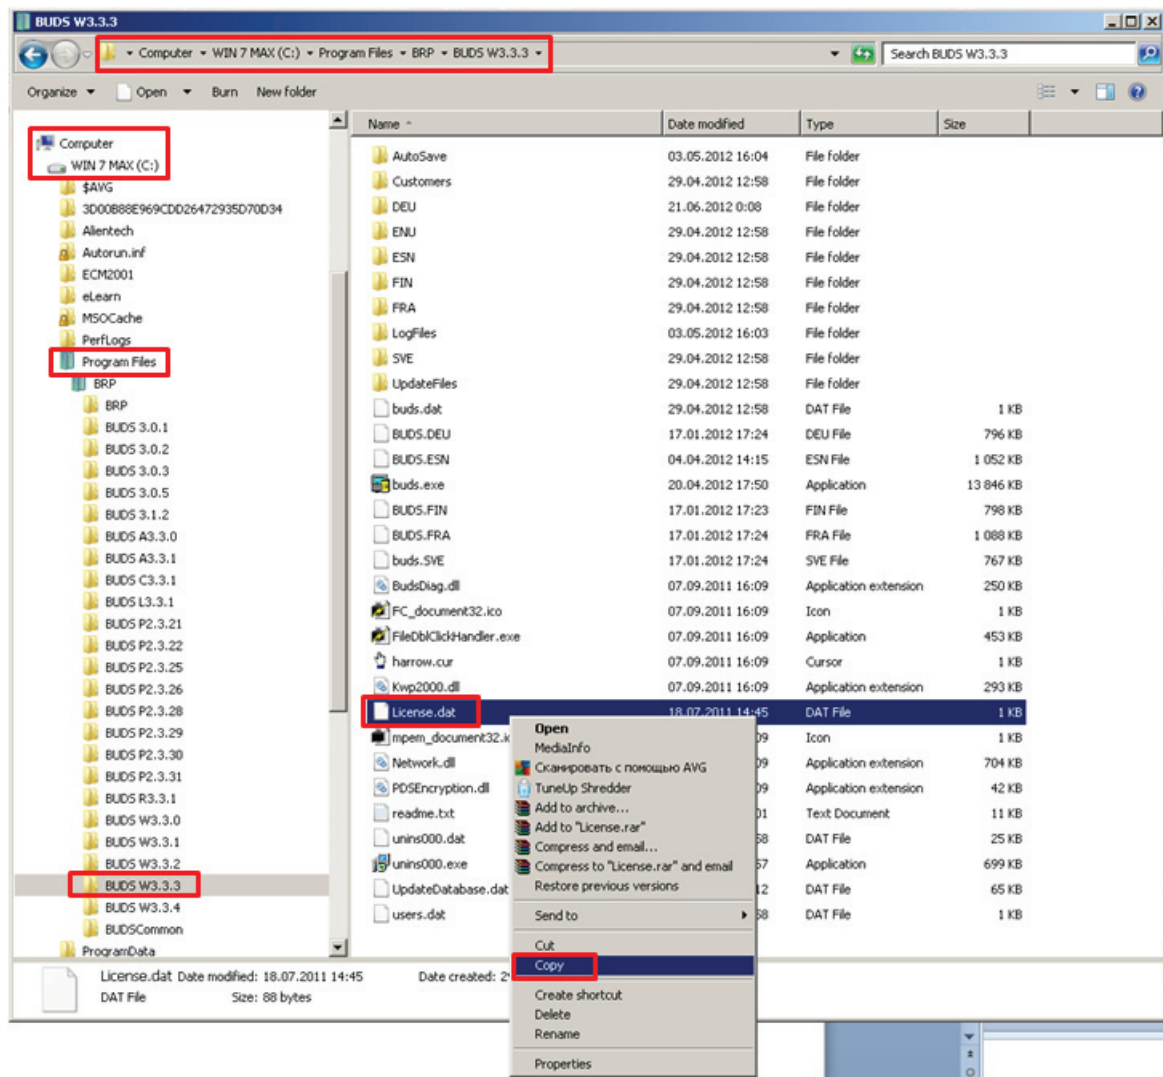 BUDS W3.3.3
Computer WIN 7 MAX (C:) Program Files BRP BUDS W3.3.3
Search BUDS W3.3.3
Organize Open Burn New folder
Computer
WIN 7 MAX (C:)
$AVG
3D00B88E969CDD26472935D70D34
Alientech
Autorun.inf
ECM2001
eLearn
MSOCache
PerfLogs
Program Files
BRP
BRP
BUDS 3.0.1
BUDS 3.0.2
BUDS 3.0.3
BUDS 3.0.5
BUDS 3.1.2
BUDS A3.3.0
BUDS A3.3.1
BUDS C3.3.1
BUDS L3.3.1
BUDS P2.3.21
BUDS P2.3.22
BUDS P2.3.25
BUDS P2.3.26
BUDS P2.3.28
BUDS P2.3.29
BUDS P2.3.30
BUDS P2.3.31
BUDS R3.3.1
BUDS W3.3.0
BUDS W3.3.1
BUDS W3.3.2
BUDS W3.3.3
BUDS W3.3.4
BUDSCommon
ProgramData
Name Date modified Type Size
AutoSave 03.05.2012 16:04 File folder
Customers 29.04.2012 12:58 File folder
DEU 21.06.2012 0:08 File folder
ENU 29.04.2012 12:58 File folder
ESN 29.04.2012 12:58 File folder
FIN 29.04.2012 12:58 File folder
FRA 29.04.2012 12:58 File folder
LogFiles 03.05.2012 16:03 File folder
SVE 29.04.2012 12:58 File folder
UpdateFiles 29.04.2012 12:58 File folder
buds.dat 29.04.2012 12:58 DAT File 1 KB
BUDS.DEU 17.01.2012 17:24 DEU File 796 KB
BUDS.ESN 04.04.2012 14:15 ESN File 1 052 KB
buds.exe 20.04.2012 17:50 Application 13 846 KB
BUDS.FIN 17.01.2012 17:23 FIN File 798 KB
BUDS.FRA 17.01.2012 17:24 FRA File 1 088 KB
buds.SVE 17.01.2012 17:24 SVE File 767 KB
BudsDiag.dll 07.09.2011 16:09 Application extension 250 KB
FC_document32.ico 07.09.2011 16:09 Icon 1 KB
FileDblClickHandler.exe 07.09.2011 16:09 Application 453 KB
harrow.cur 07.09.2011 16:09 Cursor 1 KB
Kwp2000.dll 07.09.2011 16:09 Application extension 293 KB
License.dat 18.07.2011 14:45 DAT File 1 KB
mpem_document32.ic 09 Icon 1 KB
Network.dll 09 Application extension 704 KB
PDSEncryption.dll 09 Application extension 42 KB
readme.txt 01 Text Document 11 KB
unins000.dat 58 DAT File 25 KB
unins000.exe 57 Application 699 KB
UpdateDatabase.dat 12 DAT File 65 KB
users.dat 58 DAT File 1 KB
Open
MediaInfo
Сканировать с помощью AVG
TuneUp Shredder
Add to archive...
Add to "License.rar"
Compress and email...
Compress to "License.rar" and email
Restore previous versions
Send to
Cut
Copy
Create shortcut
Delete
Rename
Properties
License.dat Date modified: 18.07.2011 14:45 Date created: 2
DAT File Size: 88 bytes